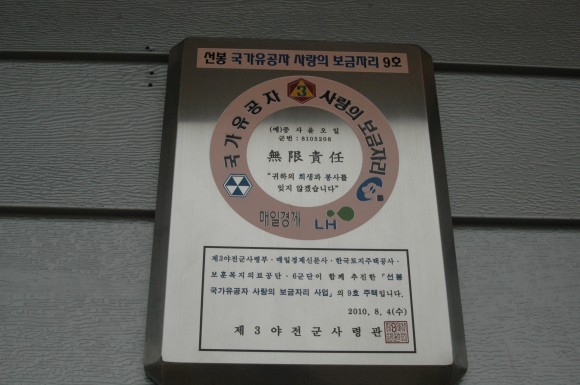 선봉 국가유공자 사랑의 보금자리 9호
국가유공자 3 사랑의 보금자리
(예)중 사 윤 오 일
군번 : 8105208
無限責任
"귀하의 희생과 봉사를
잊지 않겠습니다"
매일경제 LH
제3야전군사령부 · 매일경제신문사 · 한국토지주택공사 ·
보훈복지의료공단 · 6군단이 함께 추진한 「선봉
국가유공자 사랑의 보금자리 사업」의 9호 주택입니다.
2010. 8. 4(수)
제 3 야 전 군 사 령 관